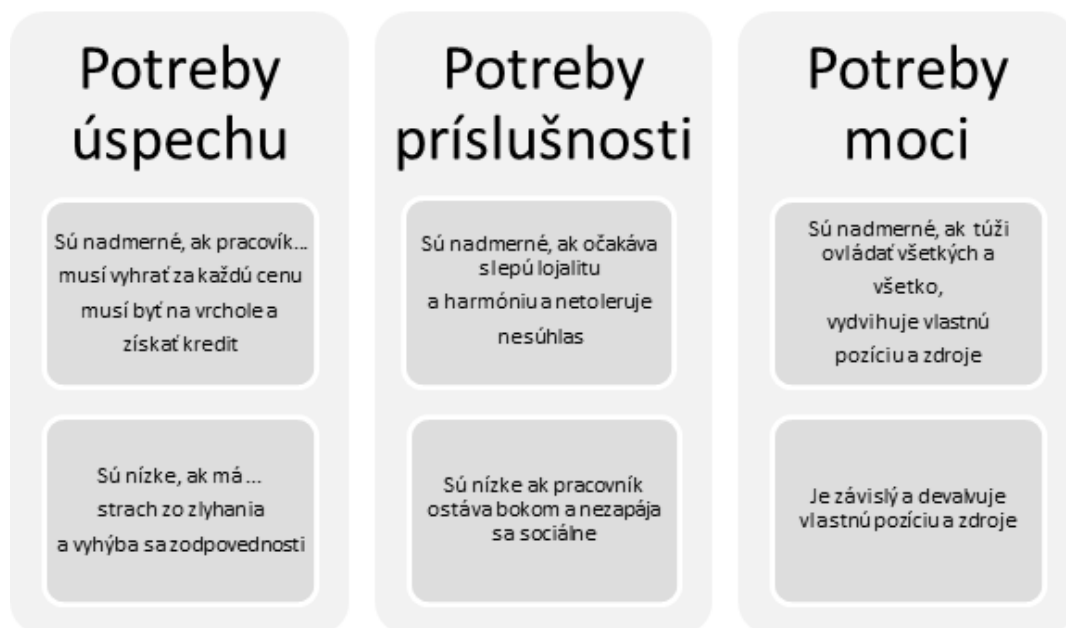 Potreby
úspechu
Sú nadmerné, ak pracovík...
musí vyhrať za každú cenu
musí byť na vrchole a
získať kredit
Sú nízke, ak má ...
strach zo zlyhania
a vyhýba sa zodpovednosti
Potreby
príslušnosti
Sú nadmerné, ak očakáva
slepú lojalitu
a harmóniu a netoleruje
nesúhlas
Sú nízke ak pracovník
ostáva bokom a nezapája
sa sociálne
Potreby
moci
Sú nadmerné, ak túži
ovládať všetkých a
všetko,
vydvihuje vlastnú
pozíciu a zdroje
Je závislý a devalvuje
vlastnú pozíciu a zdroje